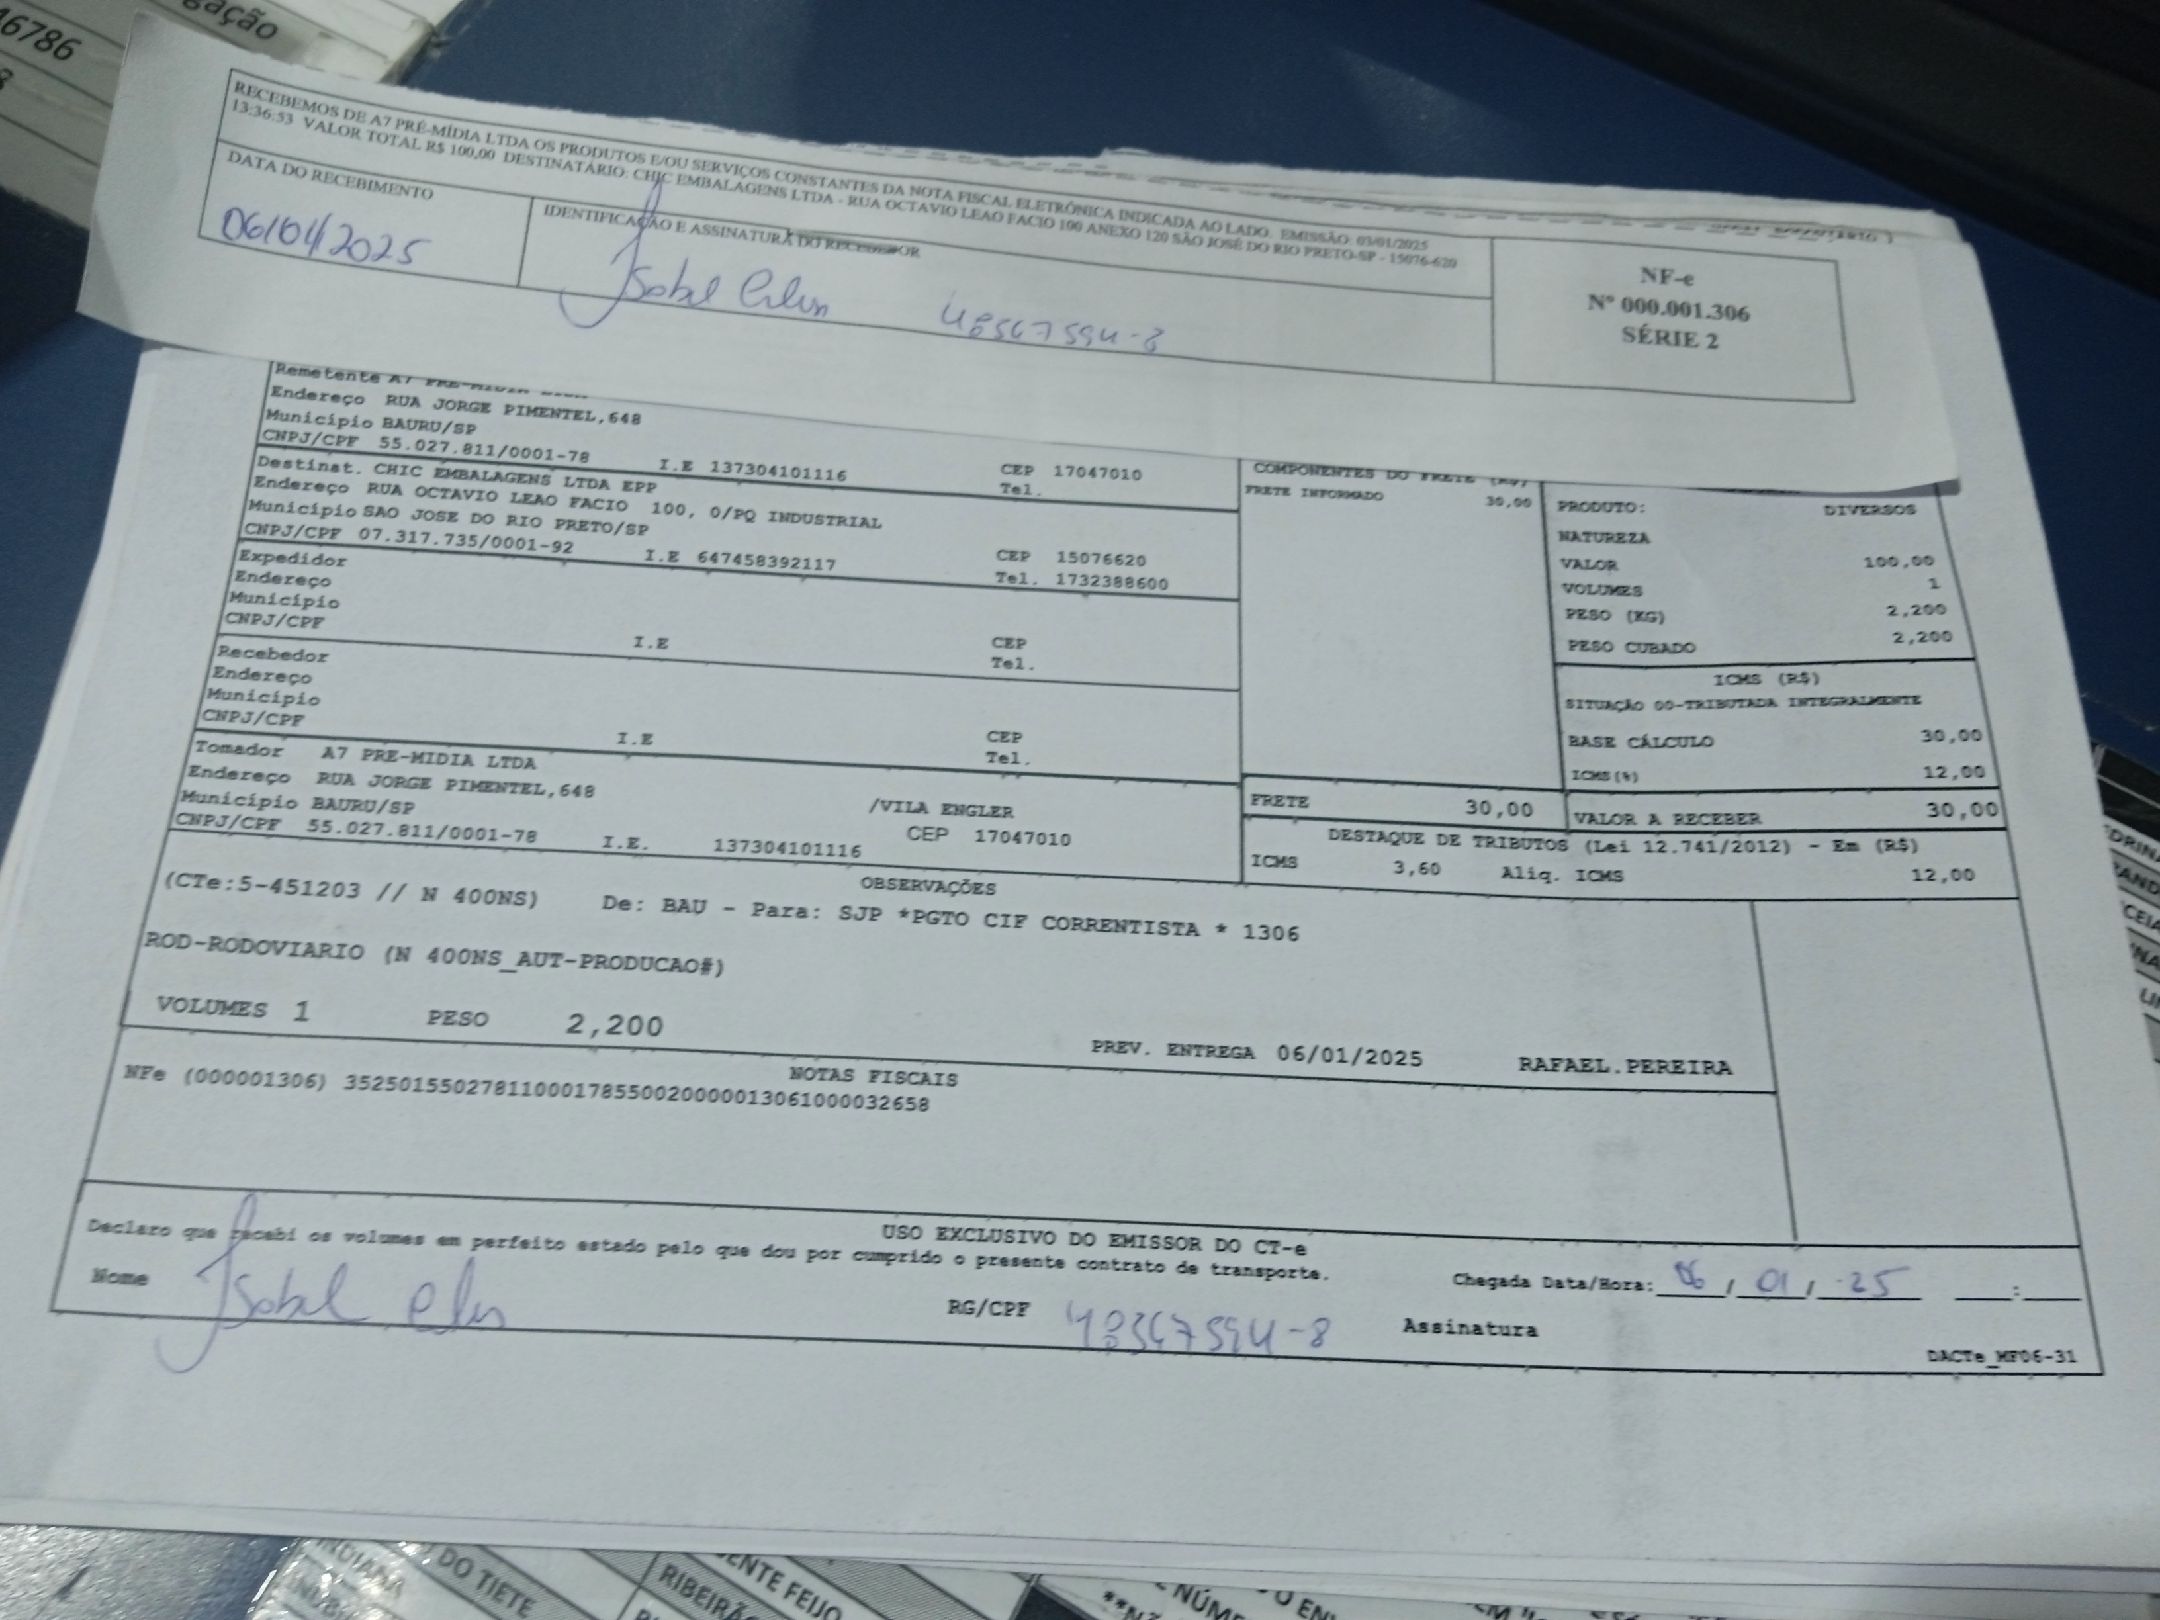 46786
gação
8
RECEBEMOS DE A7 PRÉ-MÍDIA LTDA OS PRODUTOS E/OU SERVIÇOS CONSTANTES DA NOTA FISCAL ELETRÔNICA INDICADA AO LADO. EMISSÃO: 03/01/2025
13:36:53 VALOR TOTAL R$ 100,00 DESTINATÁRIO: CHIC EMBALAGENS LTDA - RUA OCTAVIO LEAO FACIO 100 ANEXO 120 SÃO JOSÉ DO RIO PRETO-SP - 15076-620
DATA DO RECEBIMENTO
06/01/2025
IDENTIFICAÇÃO E ASSINATURA DO RECEBEDOR
Isabel
NF-e
Nº 000.001.306
SÉRIE 2
Remetente A7 PRE-MIDIA LTDA
Endereço RUA JORGE PIMENTEL,648
Município BAURU/SP
CNPJ/CPF 55.027.811/0001-78 I.E 137304101116 CEP 17047010
Tel.
Destinat. CHIC EMBALAGENS LTDA EPP
Endereço RUA OCTAVIO LEAO FACIO 100, 0/PQ INDUSTRIAL
Município SAO JOSE DO RIO PRETO/SP CEP 15076620
CNPJ/CPF 07.317.735/0001-92 I.E 647458392117 Tel. 1732388600
Expedidor
Endereço
Município
CNPJ/CPF I.E CEP
Tel.
Recebedor
Endereço
Município
CNPJ/CPF I.E CEP
Tel.
Tomador A7 PRE-MIDIA LTDA
Endereço RUA JORGE PIMENTEL,648 /VILA ENGLER
Município BAURU/SP CEP 17047010
CNPJ/CPF 55.027.811/0001-78 I.E. 137304101116
COMPONENTES DO FRETE (R$)
FRETE INFORMADO 30,00
PRODUTO: DIVERSOS
NATUREZA
VALOR 100,00
VOLUMES 1
PESO (KG) 2,200
PESO CUBADO 2,200
ICMS (R$)
SITUAÇÃO 00-TRIBUTADA INTEGRALMENTE
BASE CÁLCULO 30,00
ICMS(%) 12,00
FRETE 30,00 VALOR A RECEBER 30,00
DESTAQUE DE TRIBUTOS (Lei 12.741/2012) - Em (R$)
ICMS 3,60 Aliq. ICMS 12,00
OBSERVAÇÕES
(CTe:5-451203 // N 400NS) De: BAU - Para: SJP *PGTO CIF CORRENTISTA * 1306
ROD-RODOVIARIO (N 400NS_AUT-PRODUCAO#)
VOLUMES 1 PESO 2,200 PREV. ENTREGA 06/01/2025 RAFAEL.PEREIRA
NOTAS FISCAIS
NFe (000001306) 35250155027811000178550020000013061000032658
USO EXCLUSIVO DO EMISSOR DO CT-e
Declaro que recebi os volumes em perfeito estado pelo que dou por cumprido o presente contrato de transporte.
Chegada Data/Hora: 06 / 01 / 25 :
Nome Isabel
RG/CPF
Assinatura
DACTe_MF06-31
DO TIETE
RIBEIRÃO
ENTE FEIJO